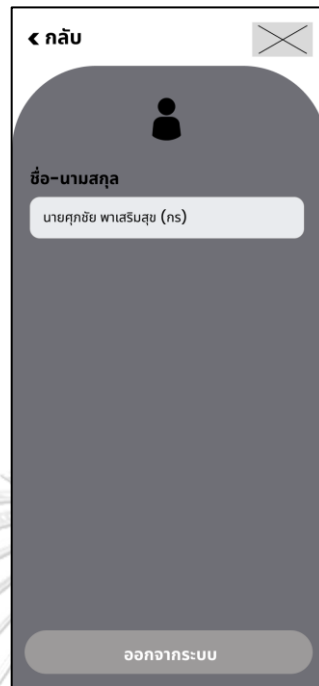 กลับ
ชื่อ-นามสกุล
นายศุภชัย พาเสริมสุข (กร)
ออกจากระบบ